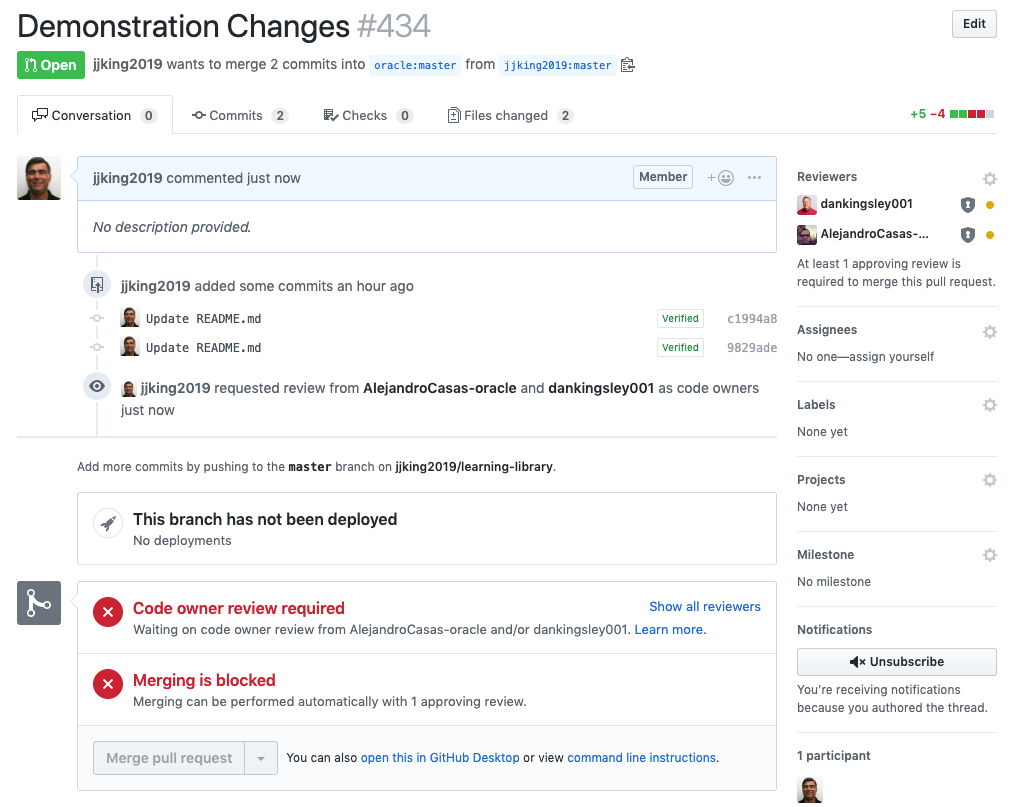 Demonstration Changes #434
Edit
Open jjking2019 wants to merge 2 commits into oracle:master from jjking2019:master
Conversation 0 Commits 2 Checks 0 Files changed 2 +5 −4
jjking2019 commented just now Member
No description provided.
jjking2019 added some commits an hour ago
Update README.md Verified c1994a8
Update README.md Verified 9829ade
jjking2019 requested review from AlejandroCasas-oracle and dankingsley001 as code owners
just now
Add more commits by pushing to the master branch on jjking2019/learning-library.
This branch has not been deployed
No deployments
Code owner review required Show all reviewers
Waiting on code owner review from AlejandroCasas-oracle and/or dankingsley001. Learn more.
Merging is blocked
Merging can be performed automatically with 1 approving review.
Merge pull request You can also open this in GitHub Desktop or view command line instructions.
Reviewers
dankingsley001
AlejandroCasas-...
At least 1 approving review is
required to merge this pull request.
Assignees
No one—assign yourself
Labels
None yet
Projects
None yet
Milestone
No milestone
Notifications
Unsubscribe
You're receiving notifications
because you authored the thread.
1 participant